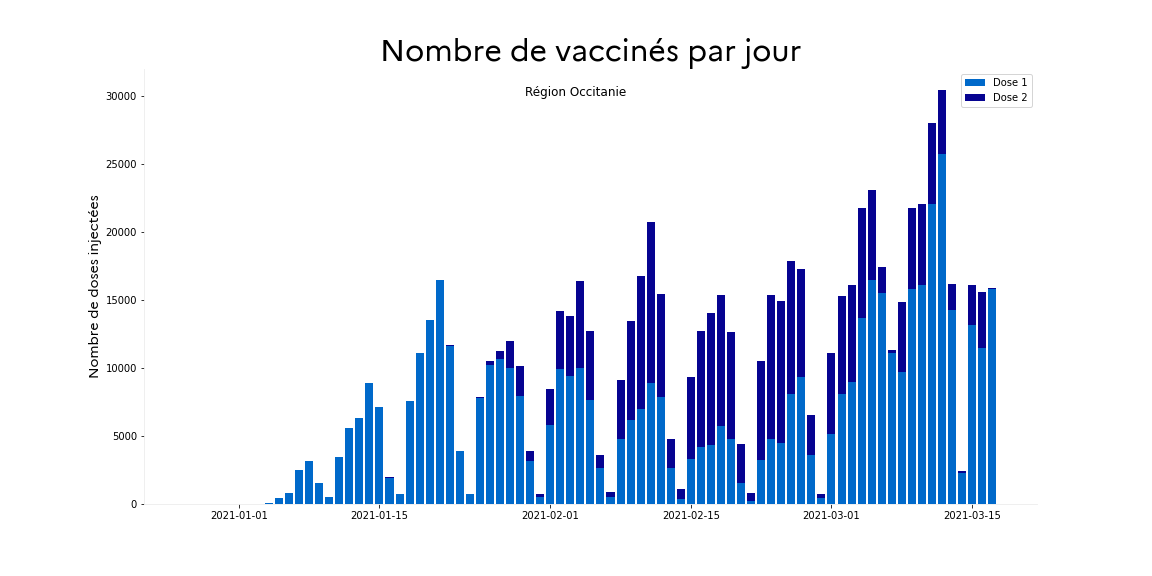 Nombre de vaccinés par jour
Région Occitanie
Dose 1
Dose 2
Nombre de doses injectées
30000
25000
20000
15000
10000
5000
0
2021-01-01
2021-01-15
2021-02-01
2021-02-15
2021-03-01
2021-03-15